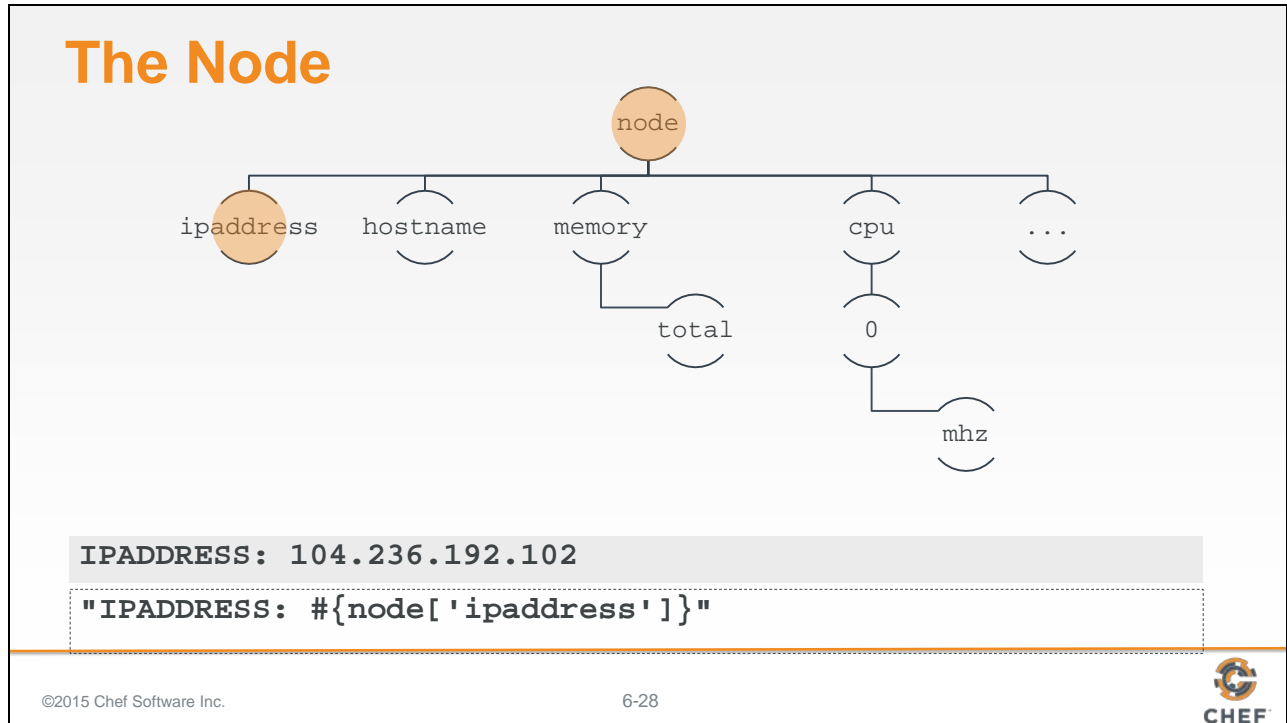 The Node
node
ipaddress hostname memory cpu ...
total 0
mhz
IPADDRESS: 104.236.192.102
"IPADDRESS: #{node['ipaddress']}"
©2015 Chef Software Inc. 6-28
CHEF